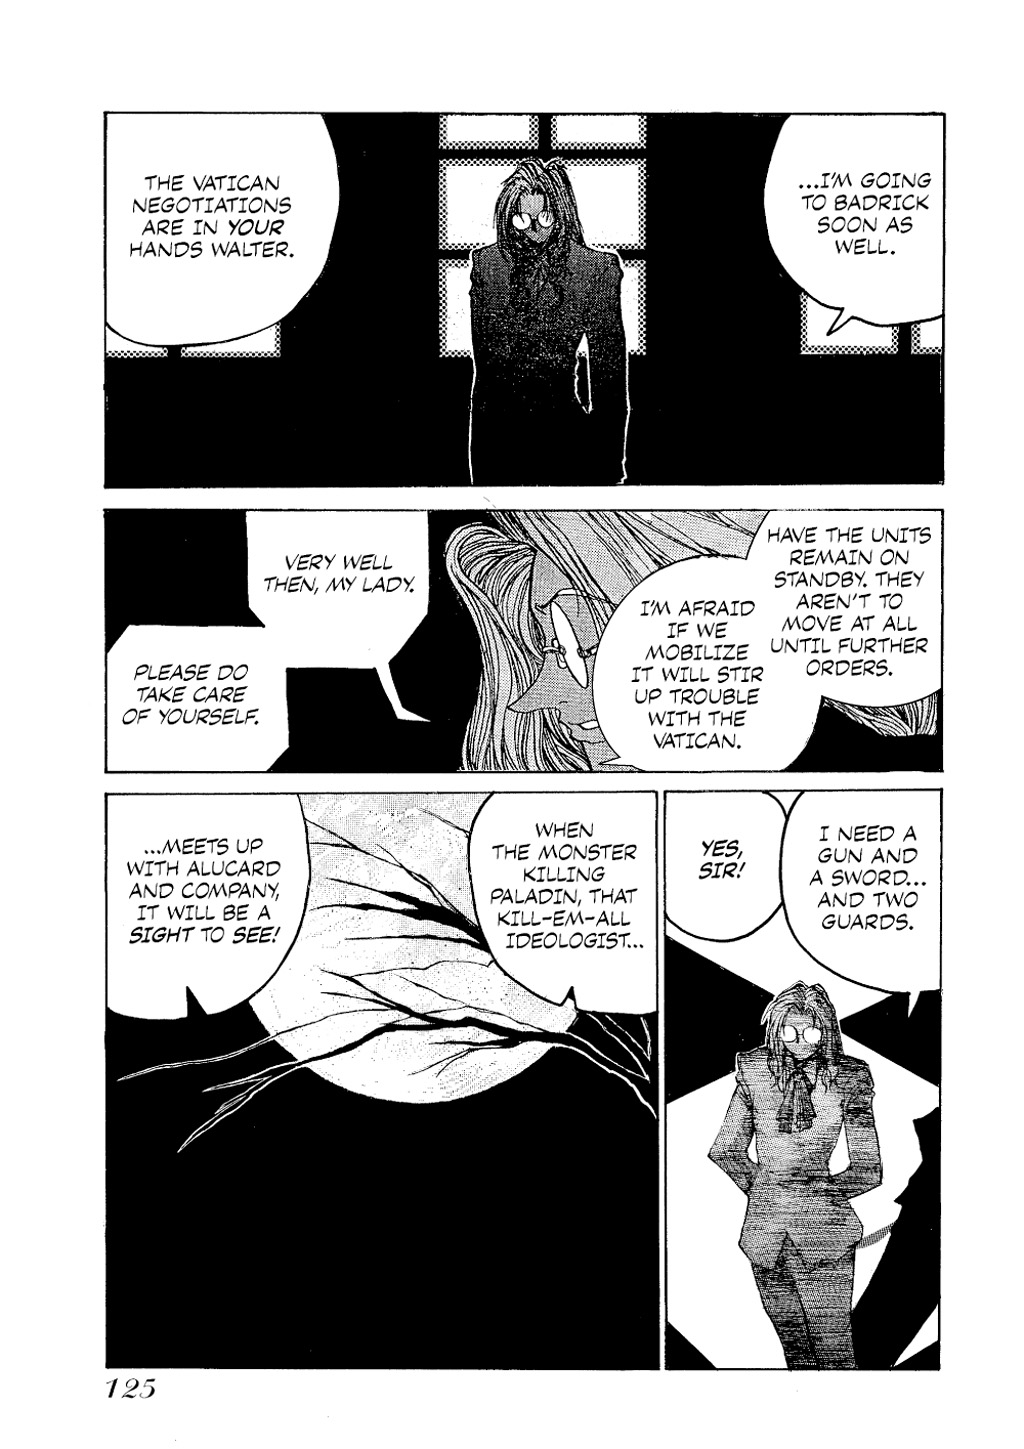 ...I'M GOING
TO BADRICK
SOON AS
WELL.
THE VATICAN
NEGOTIATIONS
ARE IN YOUR
HANDS WALTER.
HAVE THE UNITS
REMAIN ON
STANDBY. THEY
AREN'T TO
MOVE AT ALL
UNTIL FURTHER
ORDERS.
I'M AFRAID
IF WE
MOBILIZE
IT WILL STIR
UP TROUBLE
WITH THE
VATICAN.
VERY WELL
THEN, MY LADY.
PLEASE DO
TAKE CARE
OF YOURSELF.
I NEED A
GUN AND
A SWORD...
AND TWO
GUARDS.
YES,
SIR!
WHEN
THE MONSTER
KILLING
PALADIN, THAT
KILL-EM-ALL
IDEOLOGIST...
...MEETS UP
WITH ALUCARD
AND COMPANY,
IT WILL BE A
SIGHT TO SEE!
125